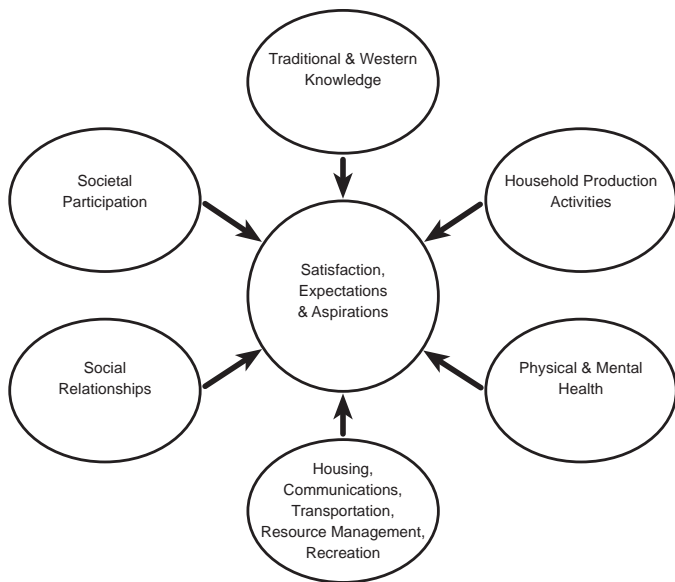 Traditional & Western
Knowledge
Societal
Participation
Household Production
Activities
Satisfaction,
Expectations
& Aspirations
Social
Relationships
Physical & Mental
Health
Housing,
Communications,
Transportation,
Resource Management,
Recreation